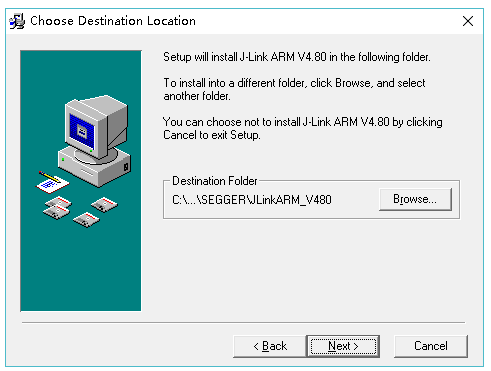 Choose Destination Location
Setup will install J-Link ARM V4.80 in the following folder.
To install into a different folder, click Browse, and select
another folder.
You can choose not to install J-Link ARM V4.80 by clicking
Cancel to exit Setup.
Destination Folder
C:\...\SEGGER\JLinkARM_V480
Browse...
< Back
Next >
Cancel